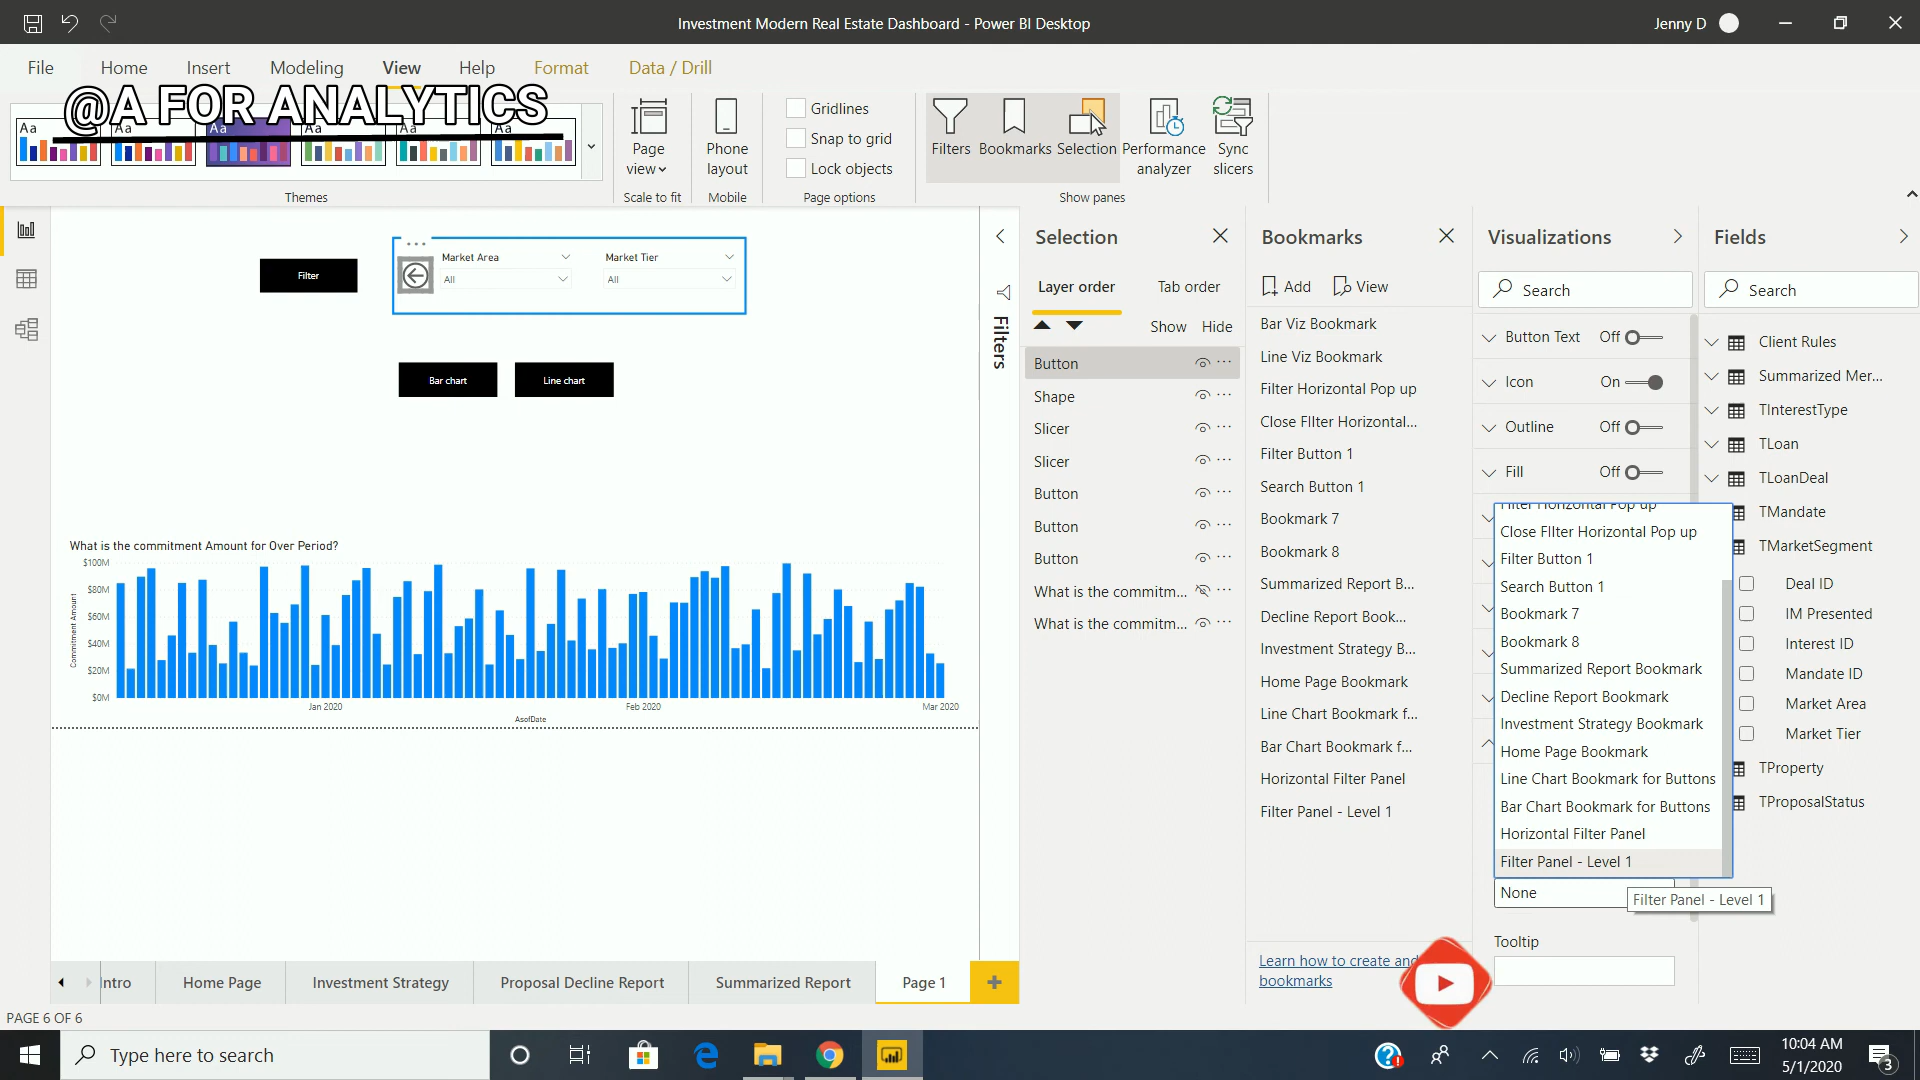 Investment Modern Real Estate Dashboard - Power BI Desktop
Jenny D
File
Home
Insert
Modeling
View
Help
Format
Data / Drill
@A FOR ANALYTICS
Aa
Aa
Aa
Aa
Aa
Aa
Themes
Page
view
Scale to fit
Phone
layout
Mobile
Gridlines
Snap to grid
Lock objects
Page options
Filters
Bookmarks
Selection
Performance
analyzer
Sync
slicers
Show panes
Filter
Market Area
All
Market Tier
All
Bar chart
Line chart
What is the commitment Amount for Over Period?
Commitment Amount
$100M
$80M
$60M
$40M
$20M
$0M
Jan 2020
Feb 2020
Mar 2020
AsofDate
Filters
Selection
Layer order
Tab order
Show
Hide
Button
Shape
Slicer
Slicer
Button
Button
Button
What is the commitm...
What is the commitm...
Bookmarks
Add
View
Bar Viz Bookmark
Line Viz Bookmark
Filter Horizontal Pop up
Close FIlter Horizontal...
Filter Button 1
Search Button 1
Bookmark 7
Bookmark 8
Summarized Report B...
Decline Report Book...
Investment Strategy B...
Home Page Bookmark
Line Chart Bookmark f...
Bar Chart Bookmark f...
Horizontal Filter Panel
Filter Panel - Level 1
Learn how to create and
bookmarks
Visualizations
Search
Button Text
Off
Icon
On
Outline
Off
Fill
Off
Filter Horizontal Pop up
Close FIlter Horizontal Pop up
Filter Button 1
Search Button 1
Bookmark 7
Bookmark 8
Summarized Report Bookmark
Decline Report Bookmark
Investment Strategy Bookmark
Home Page Bookmark
Line Chart Bookmark for Buttons
Bar Chart Bookmark for Buttons
Horizontal Filter Panel
Filter Panel - Level 1
None
Filter Panel - Level 1
Tooltip
Fields
Search
Client Rules
Summarized Mer...
TInterestType
TLoan
TLoanDeal
TMandate
TMarketSegment
Deal ID
IM Presented
Interest ID
Mandate ID
Market Area
Market Tier
TProperty
TProposalStatus
Intro
Home Page
Investment Strategy
Proposal Decline Report
Summarized Report
Page 1
PAGE 6 OF 6
Type here to search
10:04 AM
5/1/2020
3